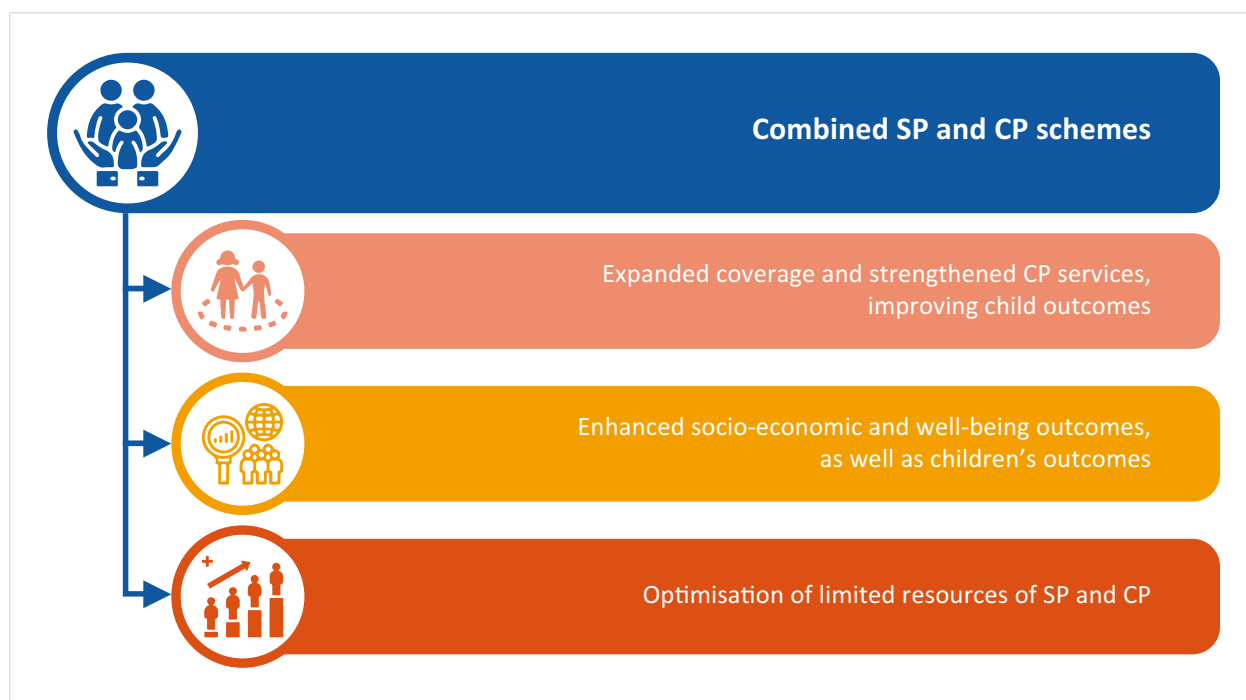 Combined SP and CP schemes
Expanded coverage and strengthened CP services,
improving child outcomes
Enhanced socio-economic and well-being outcomes,
as well as children’s outcomes
Optimisation of limited resources of SP and CP